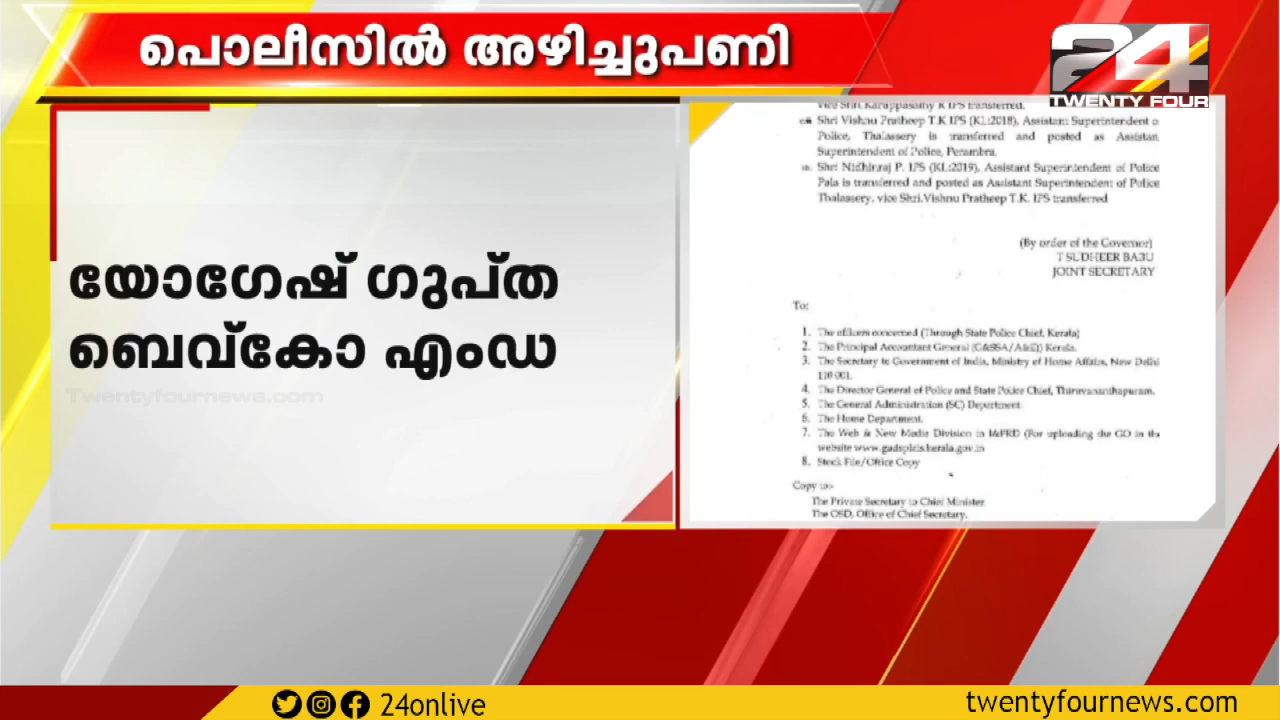 പൊലീസിൽ അഴിച്ചുപണി
24
TWENTY FOUR
യോഗേഷ് ഗുപ്ത
ബെവ്കോ എംഡി
Twentyfournews.com
vice Shri.Karuppasamy K IPS transferred.
Shri Vishnu Pratheep T.K IPS (KL:2018), Assistant Superintendent o
Police, Thalassery is transferred and posted as Assistan
Superintendent of Police, Perambra.
Shri Nidhinraj P. IPS (KL:2019), Assistant Superintendent of Police
Pala is transferred and posted as Assistant Superintendent of Police
Thalassery, vice Shri.Vishnu Pratheep T.K. IPS transferred
(By order of the Governor)
T SUDHEER BABU
JOINT SECRETARY
To:
1. The officers concerned (Through State Police Chief, Kerala)
2. The Principal Accountant General (G&SSA/A&E) Kerala.
3. The Secretary to Government of India, Ministry of Home Affairs, New Delhi
110 001.
4. The Director General of Police and State Police Chief, Thiruvananthapuram.
5. The General Administration (SC) Department.
6. The Home Department.
7. The Web & New Media Division in I&PRD (For uploading the GO in the
website www.gadsplcls.kerala.gov.in
8. Stock File/Office Copy
Copy to:-
The Private Secretary to Chief Minister.
The OSD, Office of Chief Secretary.
24onlive
twentyfournews.com